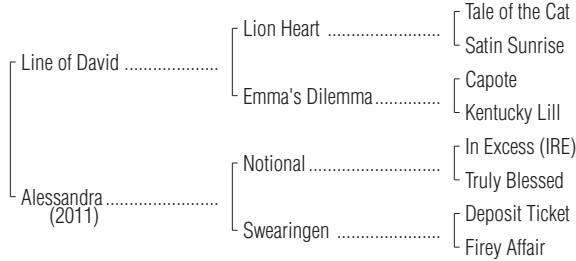 Tale of the Cat
Lion Heart
Satin Sunrise
Line of David
Capote
Emma's Dilemma
Kentucky Lill
In Excess (IRE)
Notional
Truly Blessed
Alessandra
(2011)
Deposit Ticket
Swearingen
Firey Affair